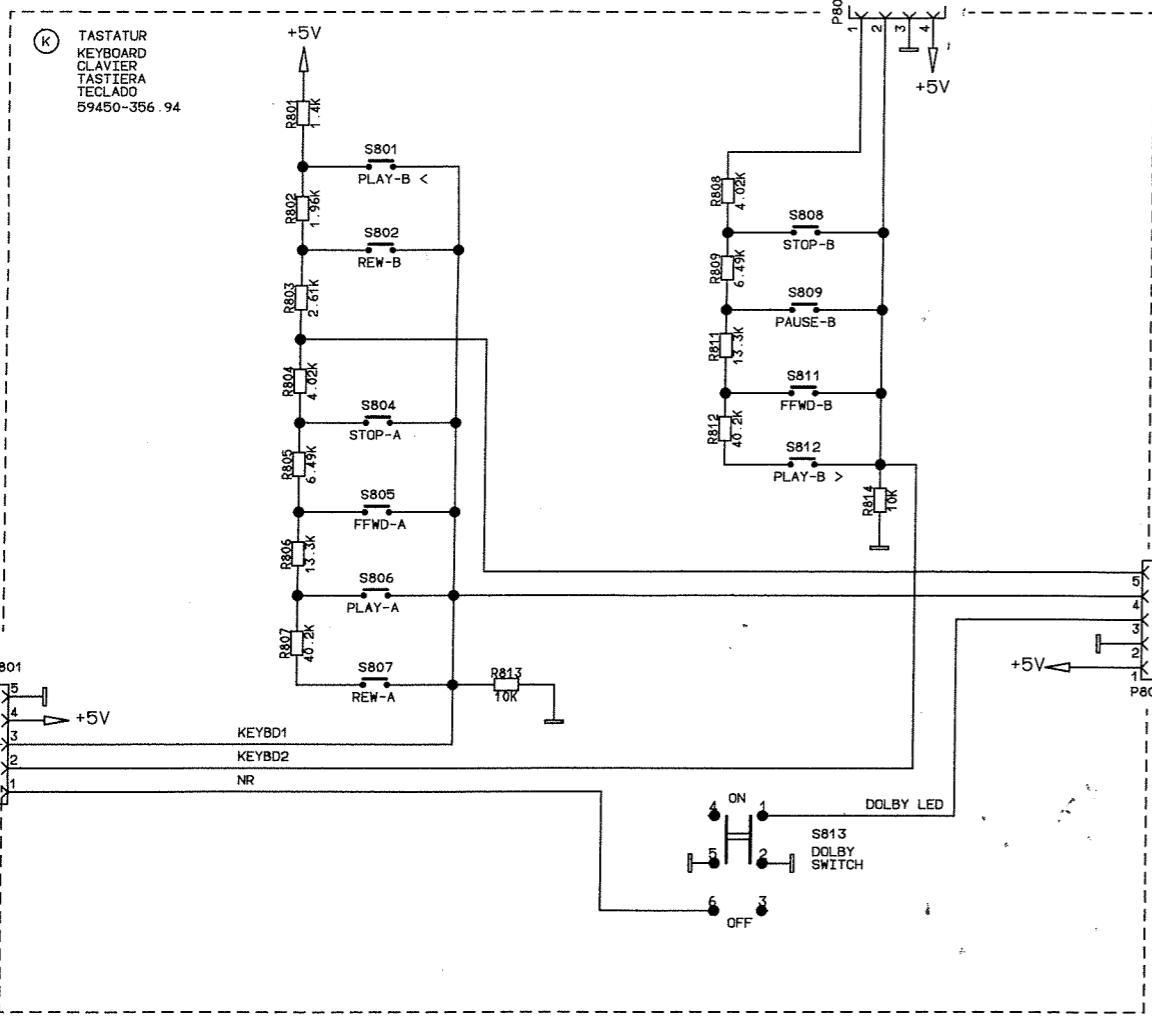 K
TASTATUR
KEYBOARD
CLAVIER
TASTIERA
TECLADO
59450-356.94
+5V
R801
1.4K
S801
PLAY-B <
R802
1.96K
S802
REW-B
R803
2.61K
R804
4.02K
S804
STOP-A
R805
6.49K
S805
FFWD-A
R806
13.3K
S806
PLAY-A
R807
40.2K
S807
REW-A
R813
10K
P80
1
2
3
4
+5V
R808
4.02K
S808
STOP-B
R809
6.49K
S809
PAUSE-B
R811
13.3K
S811
FFWD-B
R812
40.2K
S812
PLAY-B >
R814
10K
5
4
3
2
1
+5V
P80
801
5
4
+5V
3
KEYBD1
2
KEYBD2
1
NR
4
ON
1
DOLBY LED
S813
DOLBY
SWITCH
5
2
6
3
OFF